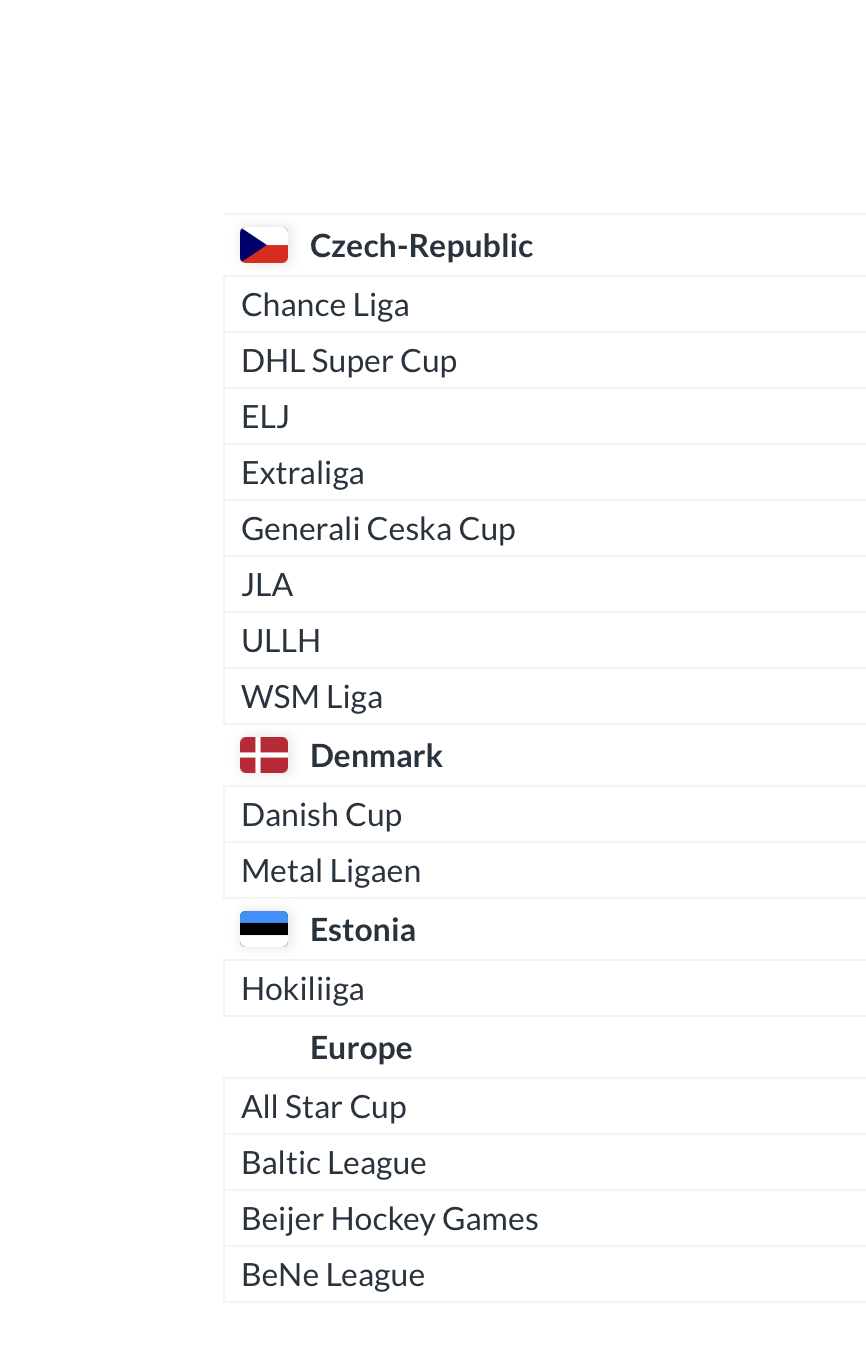 Czech-Republic
Chance Liga
DHL Super Cup
ELJ
Extraliga
Generali Ceska Cup
JLA
ULLH
WSM Liga
Denmark
Danish Cup
Metal Ligaen
Estonia
Hokiliiga
Europe
All Star Cup
Baltic League
Beijer Hockey Games
BeNe League